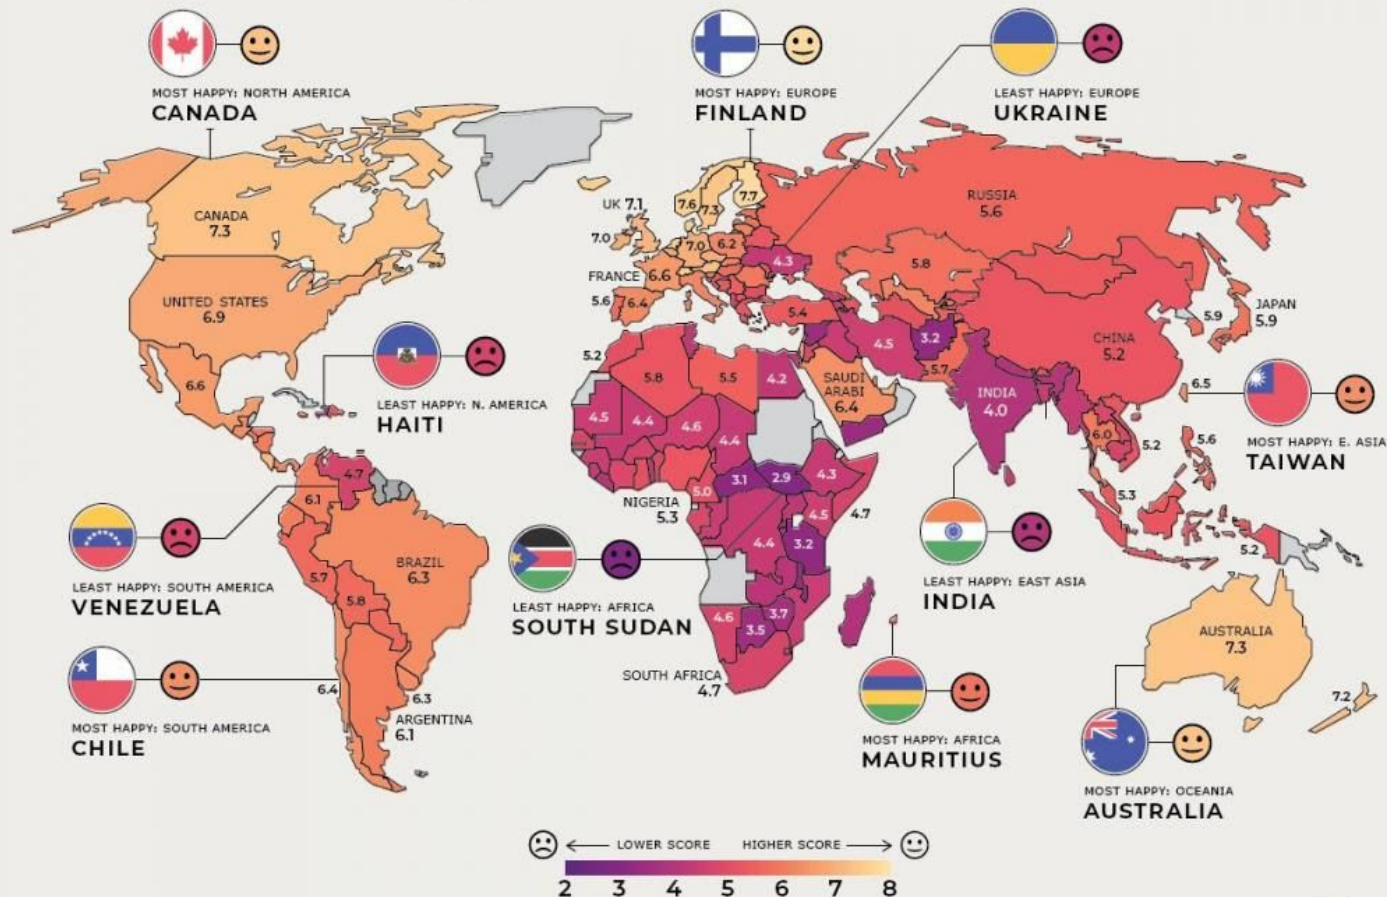 MOST HAPPY: NORTH AMERICA
CANADA
MOST HAPPY: EUROPE
FINLAND
LEAST HAPPY: EUROPE
UKRAINE
CANADA
7.3
UNITED STATES
6.9
6.6
UK 7.1
7.0
7.6
7.3
7.7
7.0
6.2
4.3
FRANCE
6.6
5.6
6.4
RUSSIA
5.6
5.8
5.4
4.5
3.2
5.7
CHINA
5.2
5.9
JAPAN
5.9
LEAST HAPPY: N. AMERICA
HAITI
5.2
5.8
5.5
4.2
SAUDI
ARABI
6.4
INDIA
4.0
6.5
MOST HAPPY: E. ASIA
TAIWAN
4.5
4.4
4.6
4.4
4.3
3.1
2.9
5.0
NIGERIA
5.3
4.5
4.7
4.4
3.2
6.0
5.2
5.6
5.3
5.2
4.7
6.1
LEAST HAPPY: SOUTH AMERICA
VENEZUELA
BRAZIL
6.3
5.7
5.8
LEAST HAPPY: AFRICA
SOUTH SUDAN
LEAST HAPPY: EAST ASIA
INDIA
4.6
3.5
3.7
SOUTH AFRICA
4.7
MOST HAPPY: SOUTH AMERICA
CHILE
6.4
6.3
ARGENTINA
6.1
MOST HAPPY: AFRICA
MAURITIUS
AUSTRALIA
7.3
7.2
MOST HAPPY: OCEANIA
AUSTRALIA
LOWER SCORE HIGHER SCORE
2 3 4 5 6 7 8